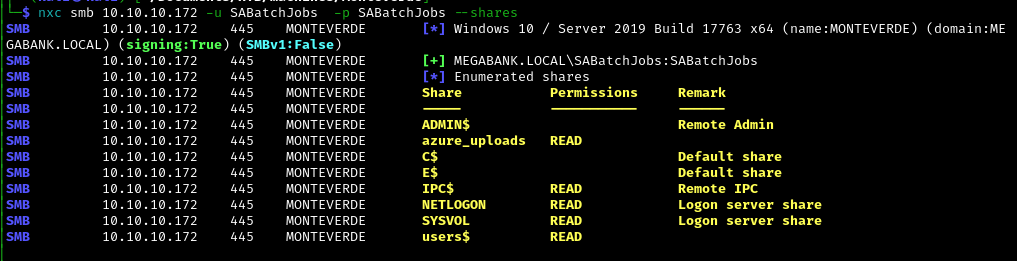 └─$ nxc smb 10.10.10.172 -u SABatchJobs  -p SABatchJobs --shares
SMB         10.10.10.172    445    MONTEVERDE       [*] Windows 10 / Server 2019 Build 17763 x64 (name:MONTEVERDE) (domain:ME
GABANK.LOCAL) (signing:True) (SMBv1:False)
SMB         10.10.10.172    445    MONTEVERDE       [+] MEGABANK.LOCAL\SABatchJobs:SABatchJobs
SMB         10.10.10.172    445    MONTEVERDE       [*] Enumerated shares
SMB         10.10.10.172    445    MONTEVERDE       Share           Permissions     Remark
SMB         10.10.10.172    445    MONTEVERDE       -----           -----------     ------
SMB         10.10.10.172    445    MONTEVERDE       ADMIN$                          Remote Admin
SMB         10.10.10.172    445    MONTEVERDE       azure_uploads   READ
SMB         10.10.10.172    445    MONTEVERDE       C$                              Default share
SMB         10.10.10.172    445    MONTEVERDE       E$                              Default share
SMB         10.10.10.172    445    MONTEVERDE       IPC$            READ            Remote IPC
SMB         10.10.10.172    445    MONTEVERDE       NETLOGON        READ            Logon server share
SMB         10.10.10.172    445    MONTEVERDE       SYSVOL          READ            Logon server share
SMB         10.10.10.172    445    MONTEVERDE       users$          READ